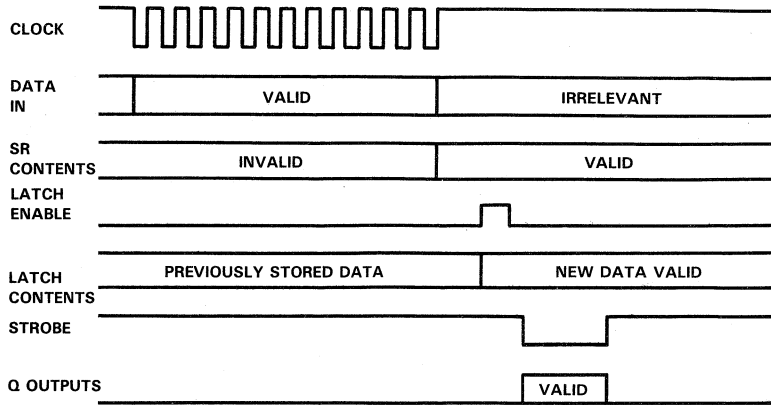 CLOCK
DATA
IN
VALID
IRRELEVANT
SR
CONTENTS
INVALID
VALID
LATCH
ENABLE
LATCH
CONTENTS
PREVIOUSLY STORED DATA
NEW DATA VALID
STROBE
Q OUTPUTS
VALID